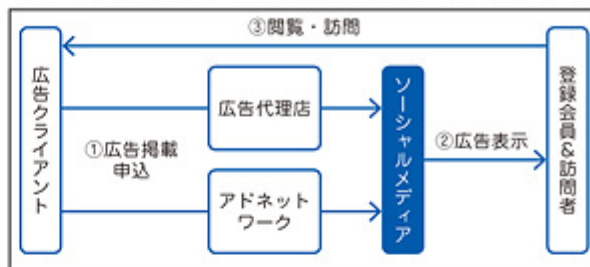 ③閲覧・訪問
広告クライアント
①広告掲載
申込
広告代理店
アドネット
ワーク
ソーシャルメディア
②広告表示
登録会員&訪問者